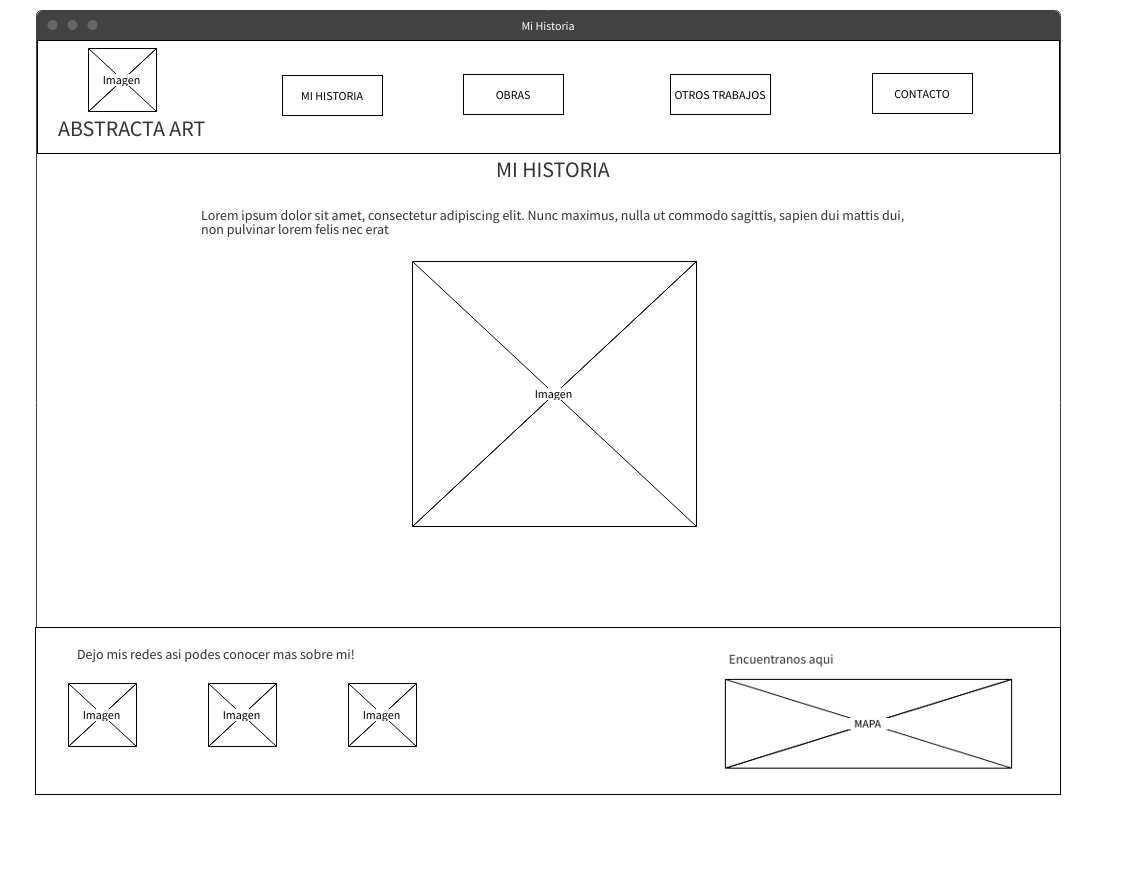 Mi Historia
Imagen
ABSTRACTA ART
MI HISTORIA
OBRAS
OTROS TRABAJOS
CONTACTO
MI HISTORIA
Lorem ipsum dolor sit amet, consectetur adipiscing elit. Nunc maximus, nulla ut commodo sagittis, sapien dui mattis dui,
non pulvinar lorem felis nec erat
Imagen
Dejo mis redes asi podes conocer mas sobre mi!
Imagen
Imagen
Imagen
Encuentranos aqui
MAPA